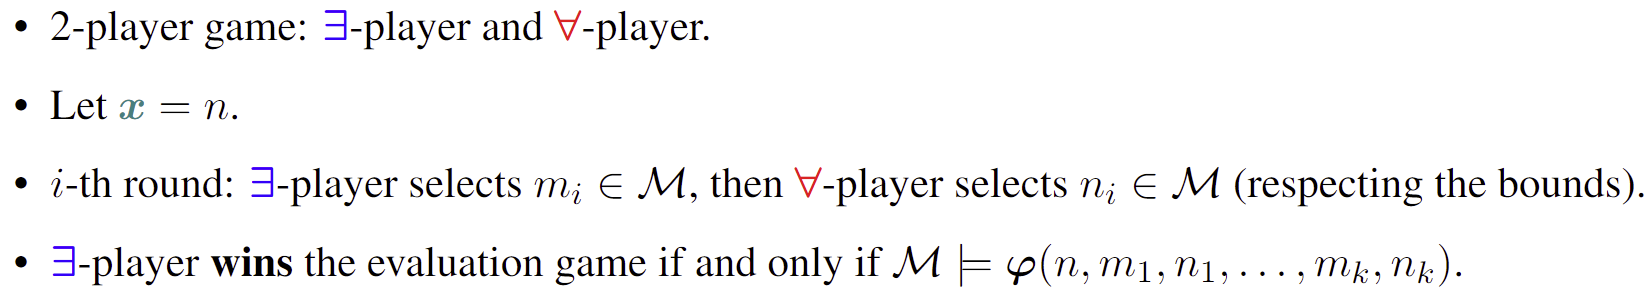 • 2-player game: ∃-player and ∀-player.
• Let x = n.
• i-th round: ∃-player selects mᵢ ∈ ℳ, then ∀-player selects nᵢ ∈ ℳ (respecting the bounds).
• ∃-player wins the evaluation game if and only if ℳ ⊨ φ(n, m₁, n₁, . . . , mₖ, nₖ).